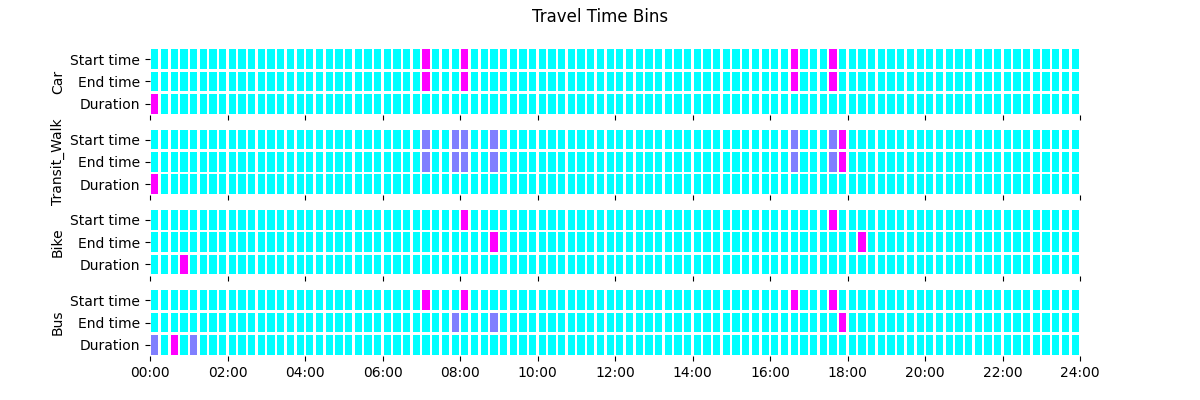 Travel Time Bins
Car
Start time
End time
Duration
Transit_Walk
Start time
End time
Duration
Bike
Start time
End time
Duration
Bus
Start time
End time
Duration
00:00 02:00 04:00 06:00 08:00 10:00 12:00 14:00 16:00 18:00 20:00 22:00 24:00